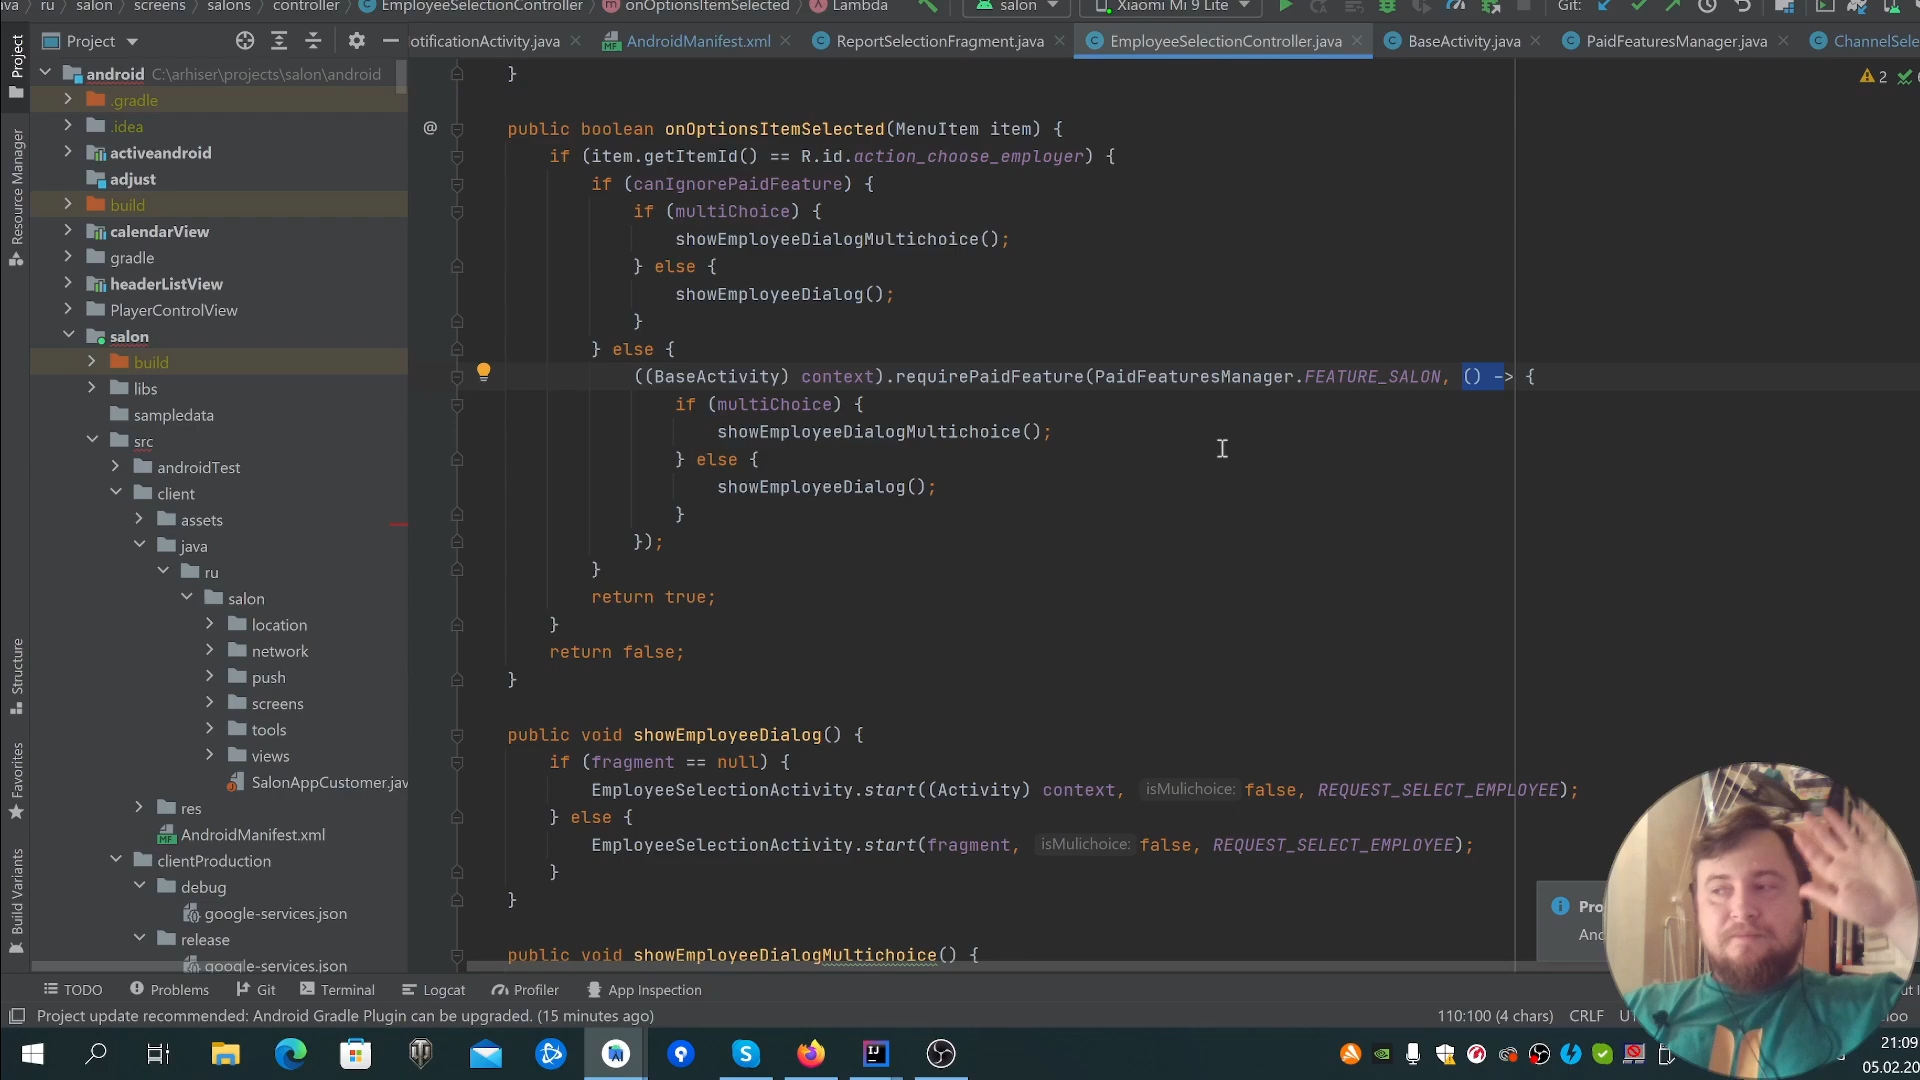 ava
ru
salon
screens
salons
controller
EmployeeSelectionController
onOptionsItemSelected
Lambda
salon
Xiaomi Mi 9 Lite
Git:
Project
otificationActivity.java
AndroidManifest.xml
ReportSelectionFragment.java
EmployeeSelectionController.java
BaseActivity.java
PaidFeaturesManager.java
ChannelSele
Project
Resource Manager
Structure
Favorites
Build Variants
android C:\arhiser\projects\salon\android
.gradle
.idea
activeandroid
adjust
build
calendarView
gradle
headerListView
PlayerControlView
salon
build
libs
sampledata
src
androidTest
client
assets
java
ru
salon
location
network
push
screens
tools
views
SalonAppCustomer.jav
res
AndroidManifest.xml
clientProduction
debug
google-services.json
release
google-services.json
2
}
@ public boolean onOptionsItemSelected(MenuItem item) {
if (item.getItemId() == R.id.action_choose_employer) {
if (canIgnorePaidFeature) {
if (multiChoice) {
showEmployeeDialogMultichoice();
} else {
showEmployeeDialog();
}
} else {
((BaseActivity) context).requirePaidFeature(PaidFeaturesManager.FEATURE_SALON, () -> {
if (multiChoice) {
showEmployeeDialogMultichoice();
} else {
showEmployeeDialog();
}
});
}
return true;
}
return false;
}
public void showEmployeeDialog() {
if (fragment == null) {
EmployeeSelectionActivity.start((Activity) context, isMulichoice: false, REQUEST_SELECT_EMPLOYEE);
} else {
EmployeeSelectionActivity.start(fragment, isMulichoice: false, REQUEST_SELECT_EMPLOYEE);
}
}
public void showEmployeeDialogMultichoice() {
Pro
And
TODO
Problems
Git
Terminal
Logcat
Profiler
App Inspection
Project update recommended: Android Gradle Plugin can be upgraded. (15 minutes ago)
110:100 (4 chars)
CRLF
21:09
05.02.20